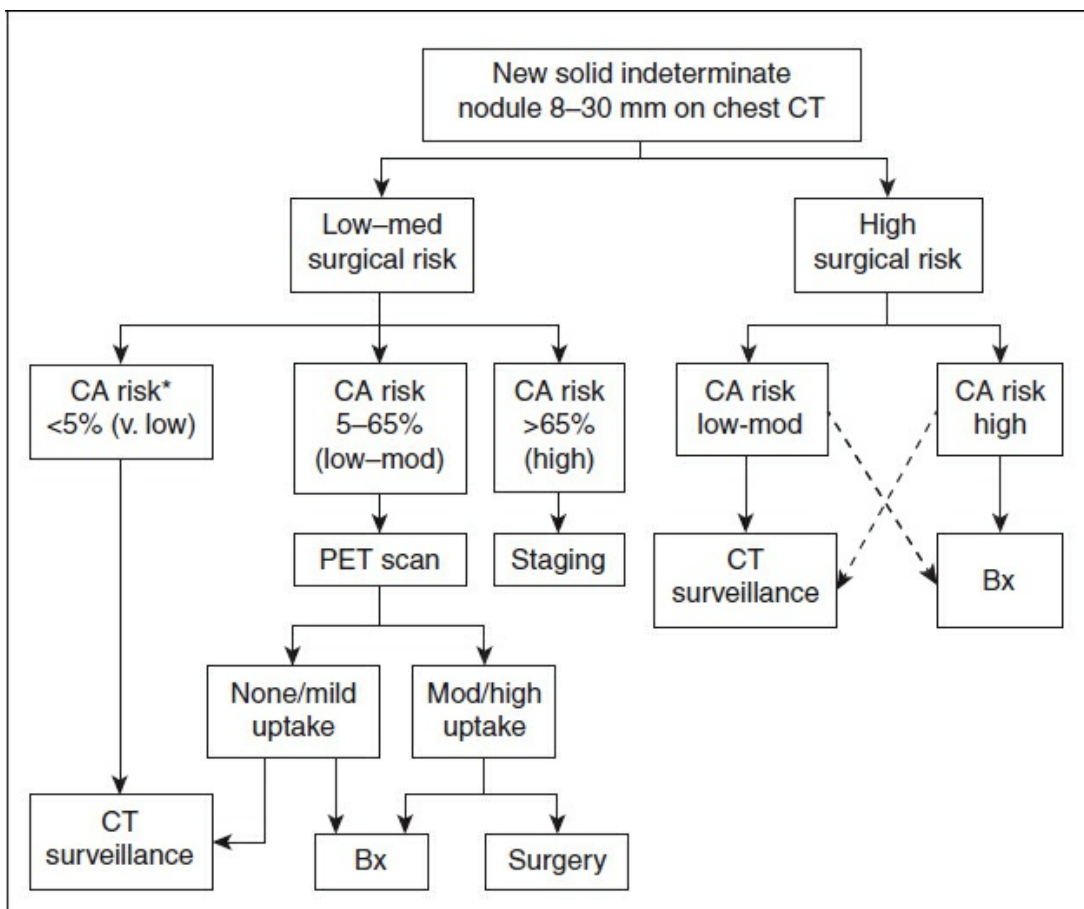 New solid indeterminate
nodule 8–30 mm on chest CT
Low–med
surgical risk
High
surgical risk
CA risk*
<5% (v. low)
CA risk
5–65%
(low–mod)
CA risk
>65%
(high)
CA risk
low-mod
CA risk
high
PET scan
Staging
CT
surveillance
Bx
None/mild
uptake
Mod/high
uptake
CT
surveillance
Bx
Surgery